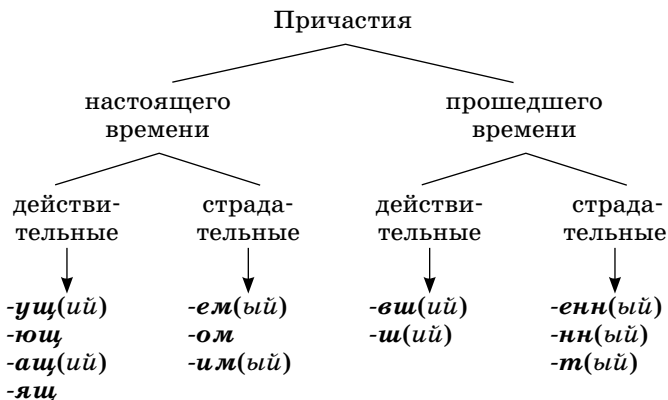 Причастия
настоящего
времени
прошедшего
времени
действи-
тельные
страда-
тельные
действи-
тельные
страда-
тельные
-ущ(ий)
-ющ
-ащ(ий)
-ящ
-ем(ый)
-ом
-им(ый)
-вш(ий)
-ш(ий)
-енн(ый)
-нн(ый)
-т(ый)